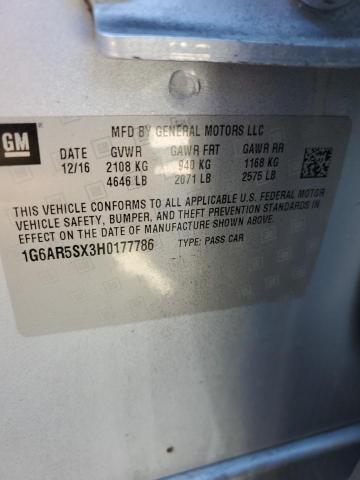 GM
MFD BY GENERAL MOTORS LLC
DATE GVWR GAWR FRT GAWR RR
12/16 2108 KG 940 KG 1168 KG
4646 LB 2071 LB 2575 LB
THIS VEHICLE CONFORMS TO ALL APPLICABLE U.S. FEDERAL MOTOR
VEHICLE SAFETY, BUMPER, AND THEFT PREVENTION STANDARDS IN
EFFECT ON THE DATE OF MANUFACTURE SHOWN ABOVE.
1G6AR5SX3H0177786 TYPE: PASS CAR